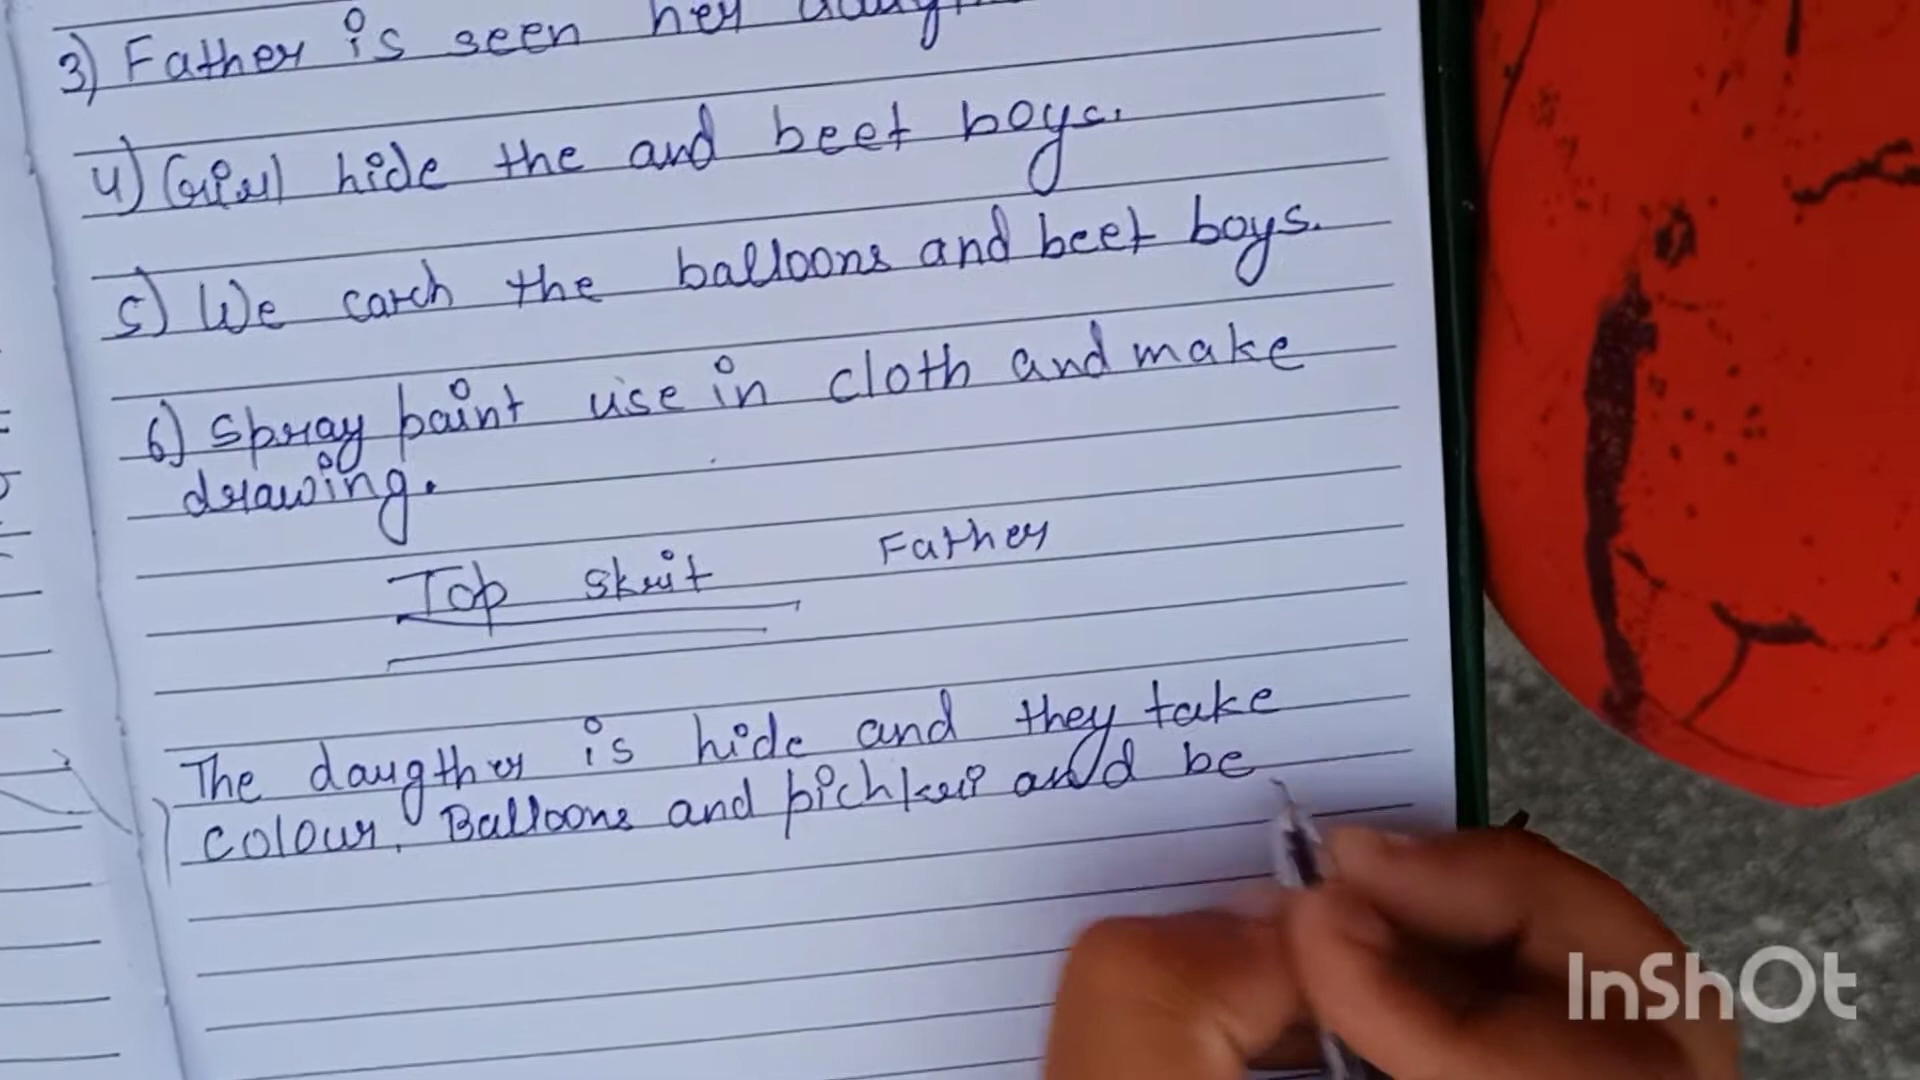 3) Father is seen her
4) Girl hide the and beet boys.
5) We catch the balloons and beet boys.
6) Spray paint use in cloth and make
drawing.
Top skrit Father
The daugther is hide and they take
colour, Balloons and pichkari and be
InShOt